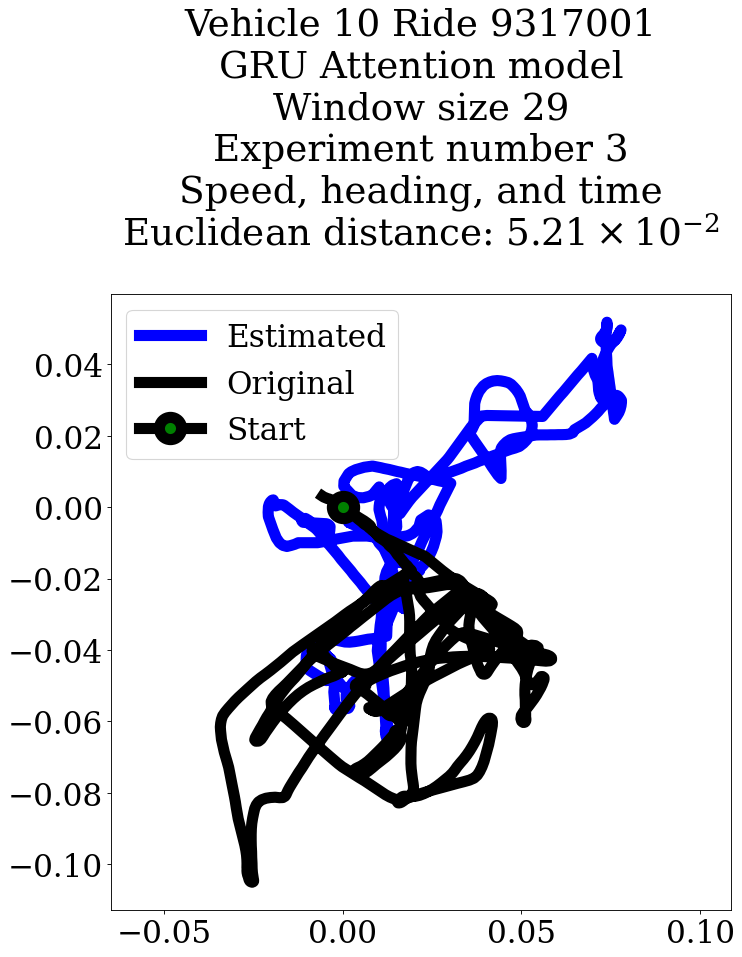 Vehicle 10 Ride 9317001
GRU Attention model
Window size 29
Experiment number 3
Speed, heading, and time
Euclidean distance: 5.21 × 10⁻²
Estimated
Original
Start
0.04
0.02
0.00
−0.02
−0.04
−0.06
−0.08
−0.10
−0.05
0.00
0.05
0.10